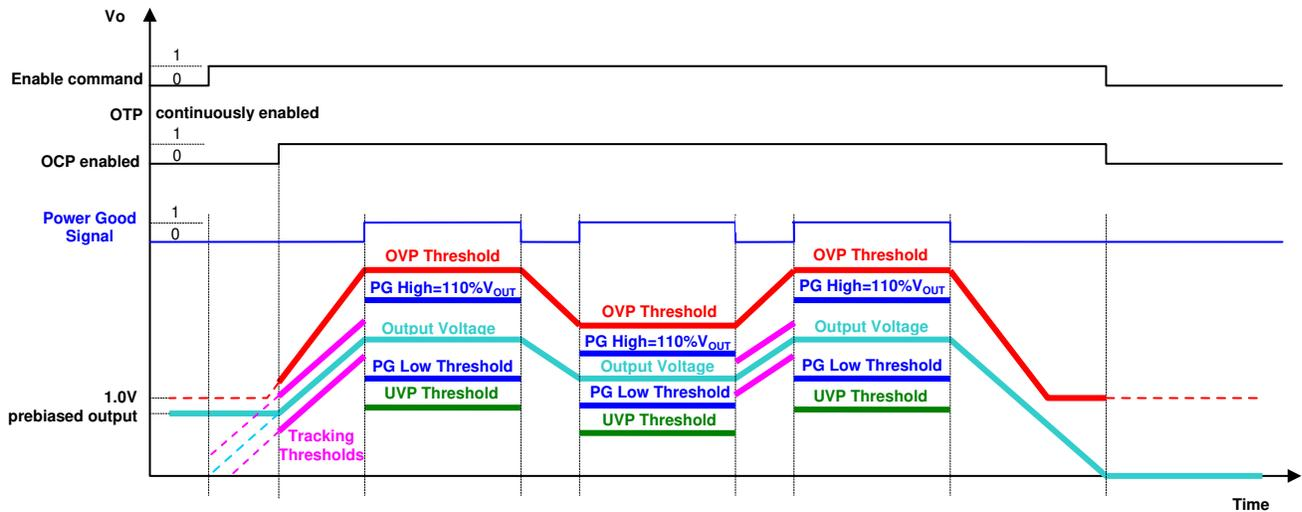 Vo
1
Enable command 0
OTP continuously enabled
1
OCP enabled 0
Power Good
Signal
1
0
OVP Threshold
PG High=110%VOUT
Output Voltage
PG Low Threshold
UVP Threshold
OVP Threshold
PG High=110%VOUT
Output Voltage
PG Low Threshold
UVP Threshold
OVP Threshold
PG High=110%VOUT
Output Voltage
PG Low Threshold
UVP Threshold
1.0V
prebiased output
Tracking
Thresholds
Time